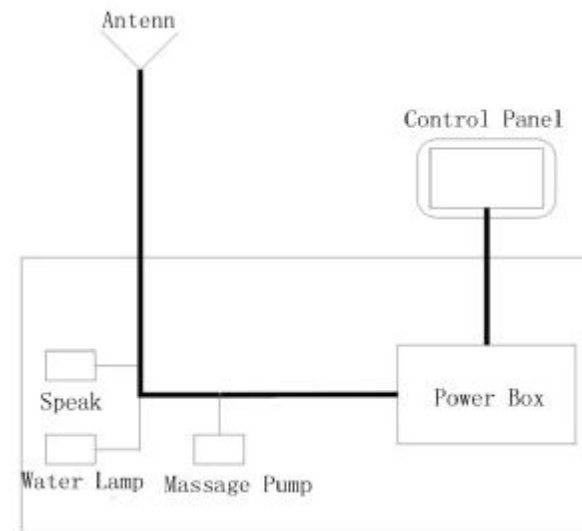 Antenn
Control Panel
Speak
Power Box
Water Lamp
Massage Pump